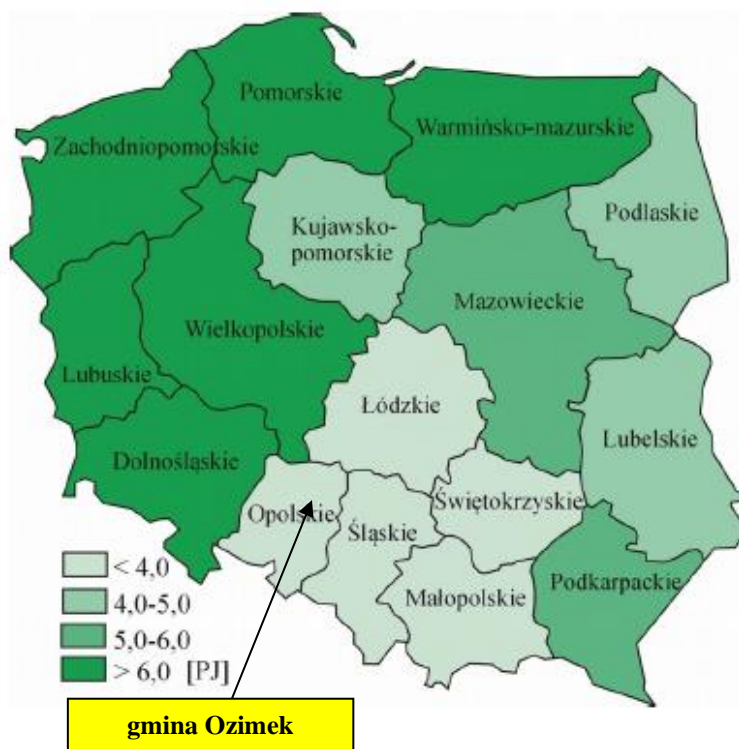 Pomorskie
Warmińsko-mazurskie
Zachodniopomorskie
Podlaskie
Kujawsko-
pomorskie
Mazowieckie
Wielkopolskie
Lubuskie
Łódzkie
Lubelskie
Dolnośląskie
Świętokrzyskie
Opolskie
Śląskie
Podkarpackie
Małopolskie
< 4,0
4,0-5,0
5,0-6,0
> 6,0 [PJ]
gmina Ozimek